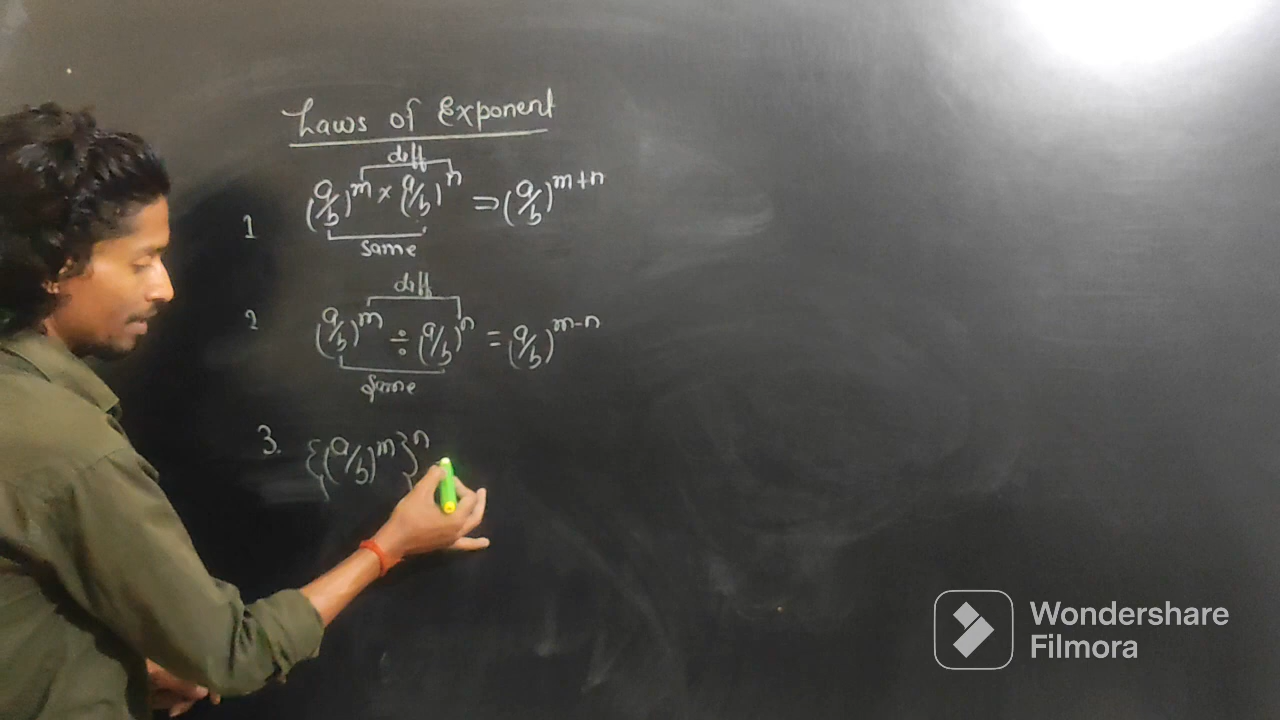 Laws of Exponent
diff
1 (a/b)^m × (a/b)^n = (a/b)^m+n
same
diff
2 (a/b)^m ÷ (a/b)^n = (a/b)^m-n
same
3. {(a/b)^m}^n
Wondershare
Filmora